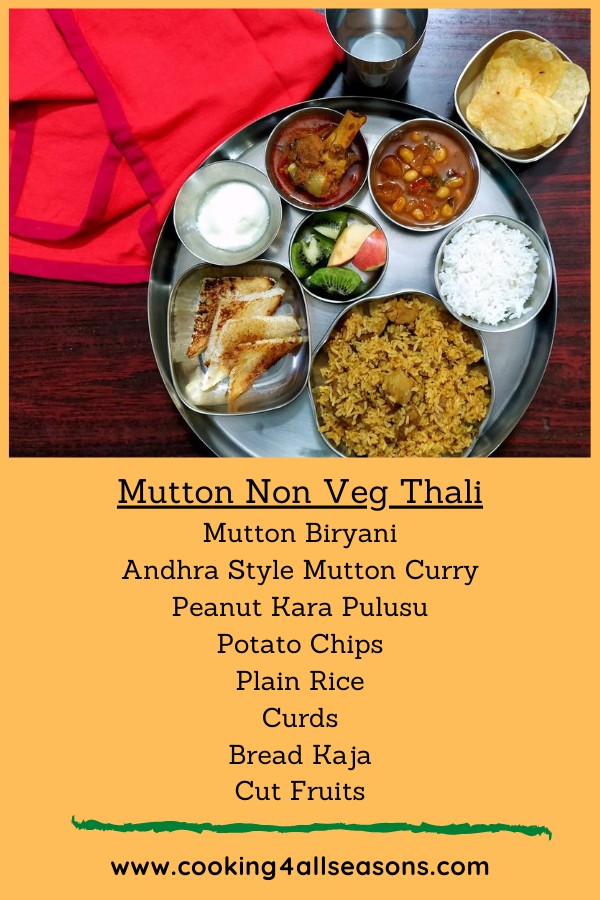 Mutton Non Veg Thali
Mutton Biryani
Andhra Style Mutton Curry
Peanut Kara Pulusu
Potato Chips
Plain Rice
Curds
Bread Kaja
Cut Fruits
www.cooking4allseasons.com